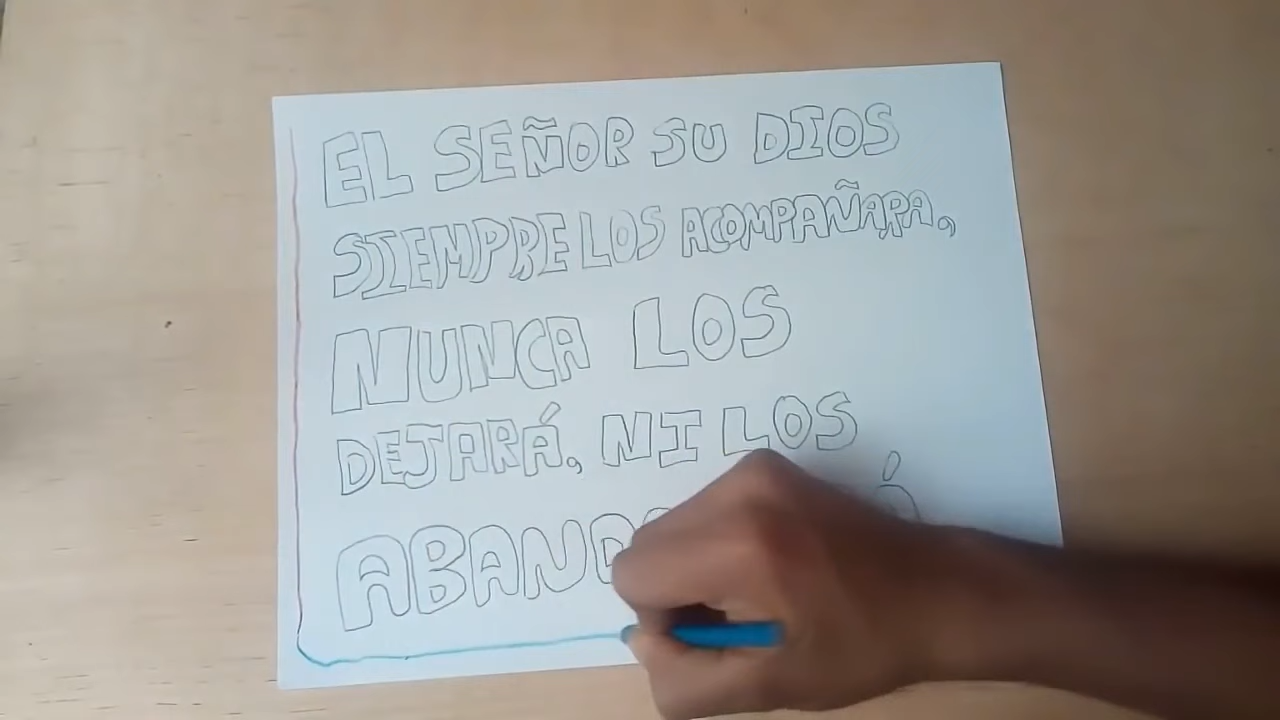 EL SEÑOR SU DIOS
SIEMPRE LOS ACOMPAÑARA,
NUNCA LOS
DEJARÁ, NI LOS